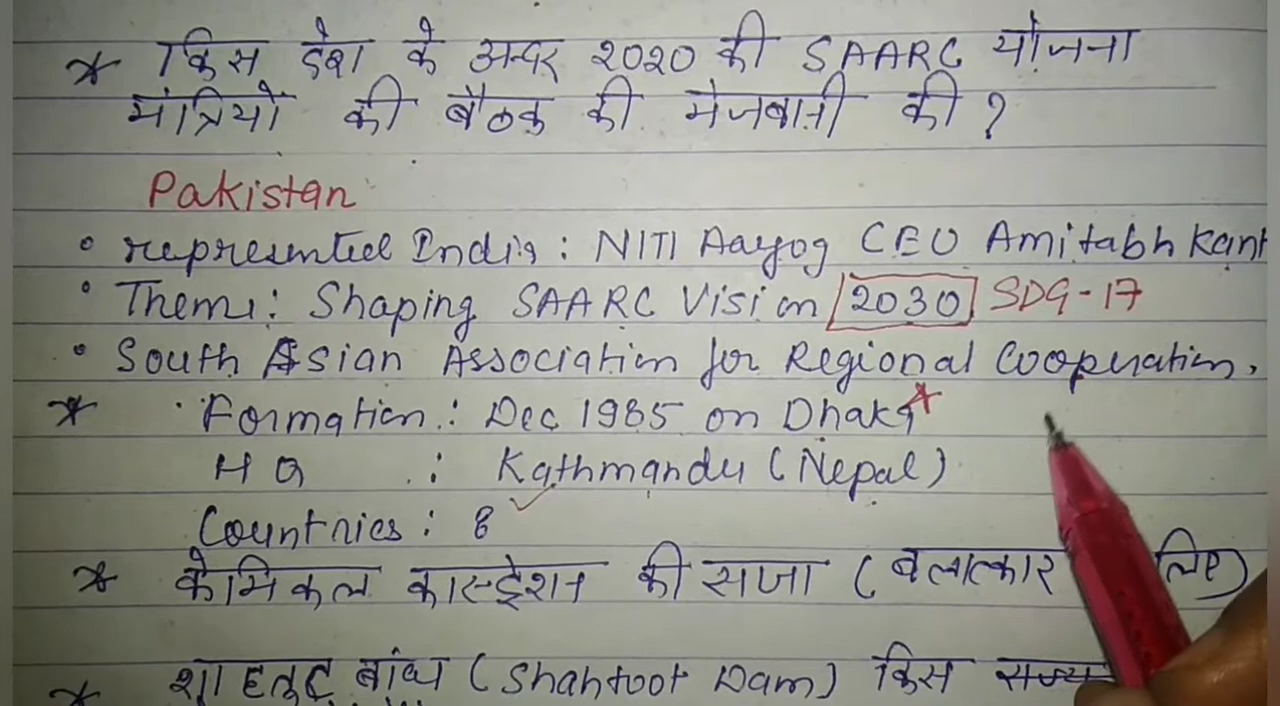 * किस देश के अन्दर 2020 की SAARC योजना
मंत्रियों की बैठक की मेजबानी की ?
Pakistan
• represented India : NITI Aayog CEO Amitabh Kant
• Theme : Shaping SAARC Vision 2030 SDG-17
• South Asian Association for Regional Cooperation.
* Formation : Dec 1985 on Dhaka
HQ : Kathmandu (Nepal)
Countries : 8
* कैमिकल कास्ट्रेशन की सजा (बलात्कार लिए)
* शाहतूट बांध (Shahtoot Dam) किस राज्य